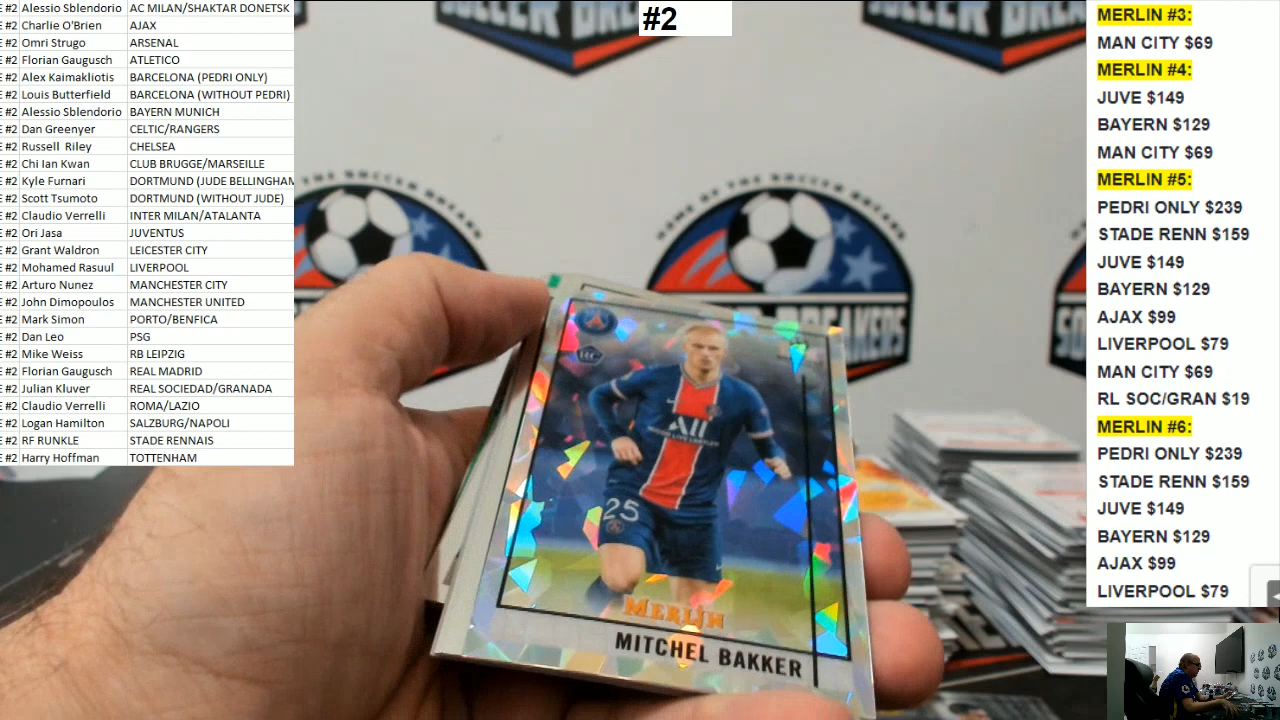 #2
E #2 Alessio Sblendorio AC MILAN/SHAKTAR DONETSK
E #2 Charlie O'Brien AJAX
E #2 Omri Strugo ARSENAL
E #2 Florian Gaugusch ATLETICO
E #2 Alex Kaimakliotis BARCELONA (PEDRI ONLY)
E #2 Louis Butterfield BARCELONA (WITHOUT PEDRI)
E #2 Alessio Sblendorio BAYERN MUNICH
E #2 Dan Greenyer CELTIC/RANGERS
E #2 Russell Riley CHELSEA
E #2 Chi Ian Kwan CLUB BRUGGE/MARSEILLE
E #2 Kyle Furnari DORTMUND (JUDE BELLINGHAM
E #2 Scott Tsumoto DORTMUND (WITHOUT JUDE)
E #2 Claudio Verrelli INTER MILAN/ATALANTA
E #2 Ori Jasa JUVENTUS
E #2 Grant Waldron LEICESTER CITY
E #2 Mohamed Rasuul LIVERPOOL
E #2 Arturo Nunez MANCHESTER CITY
E #2 John Dimopoulos MANCHESTER UNITED
E #2 Mark Simon PORTO/BENFICA
E #2 Dan Leo PSG
E #2 Mike Weiss RB LEIPZIG
E #2 Florian Gaugusch REAL MADRID
E #2 Julian Kluver REAL SOCIEDAD/GRANADA
E #2 Claudio Verrelli ROMA/LAZIO
E #2 Logan Hamilton SALZBURG/NAPOLI
E #2 RF RUNKLE STADE RENNAIS
E #2 Harry Hoffman TOTTENHAM
MERLIN #3:
MAN CITY $69
MERLIN #4:
JUVE $149
BAYERN $129
MAN CITY $69
MERLIN #5:
PEDRI ONLY $239
STADE RENN $159
JUVE $149
BAYERN $129
AJAX $99
LIVERPOOL $79
MAN CITY $69
RL SOC/GRAN $19
MERLIN #6:
PEDRI ONLY $239
STADE RENN $159
JUVE $149
BAYERN $129
AJAX $99
LIVERPOOL $79
RC
ALL
25
MERLIN
MITCHEL BAKKER